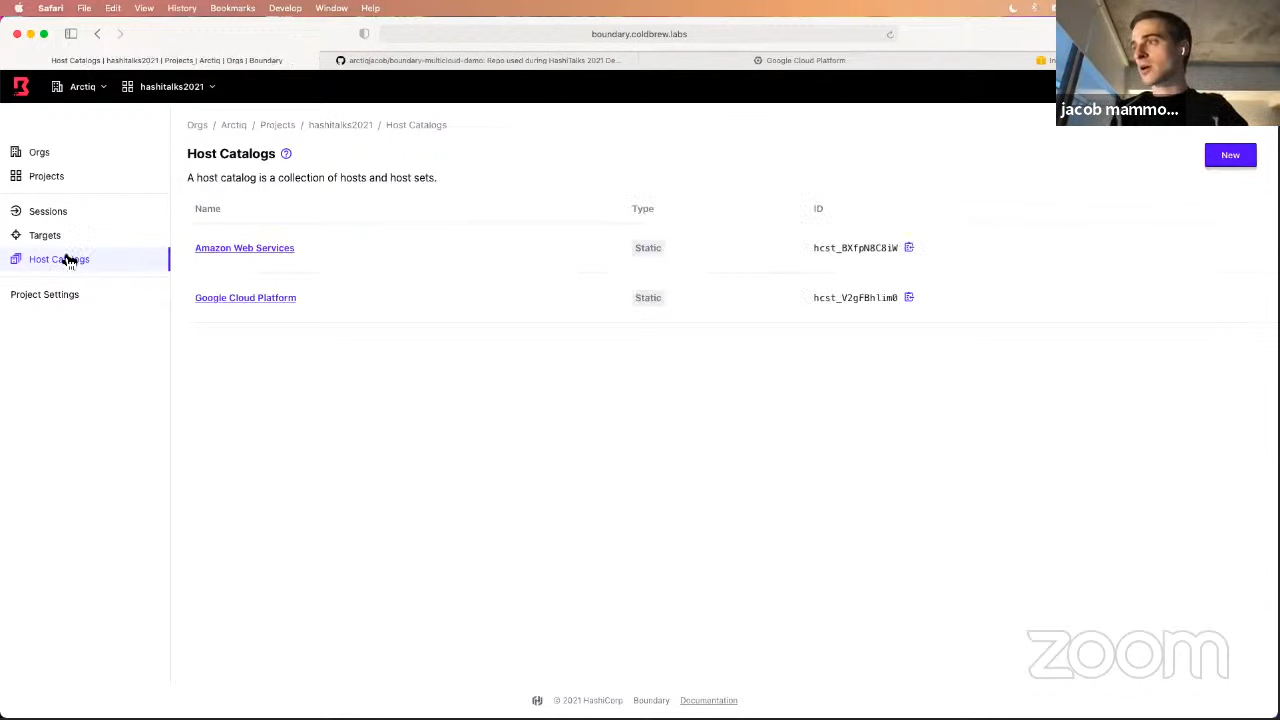 Safari File Edit View History Bookmarks Develop Window Help
boundary.coldbrew.labs
Host Catalogs | hashitalks2021 | Projects | Arctiq | Orgs | Boundary
arctiqjacob/boundary-multicloud-demo: Repo used during HashiTalks 2021 De...
Google Cloud Platform
In
jacob mammo...
Arctiq
hashitalks2021
Orgs / Arctiq / Projects / hashitalks2021 / Host Catalogs
Orgs
Projects
Sessions
Targets
Host Catalogs
Project Settings
Host Catalogs
New
A host catalog is a collection of hosts and host sets.
Name Type ID
Amazon Web Services Static hcst_BXfpN8C8iW
Google Cloud Platform Static hcst_V2gFBhlim0
zoom
© 2021 HashiCorp Boundary Documentation